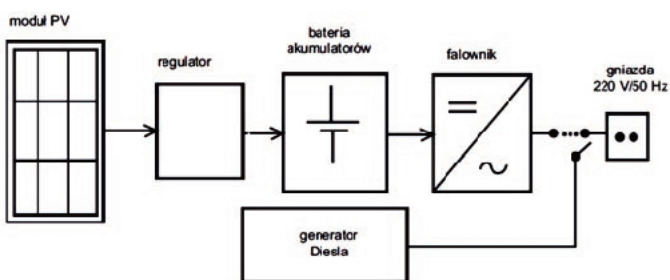 moduł PV
regulator
bateria
akumulatorów
falownik
gniazda
220 V/50 Hz
generator
Diesla